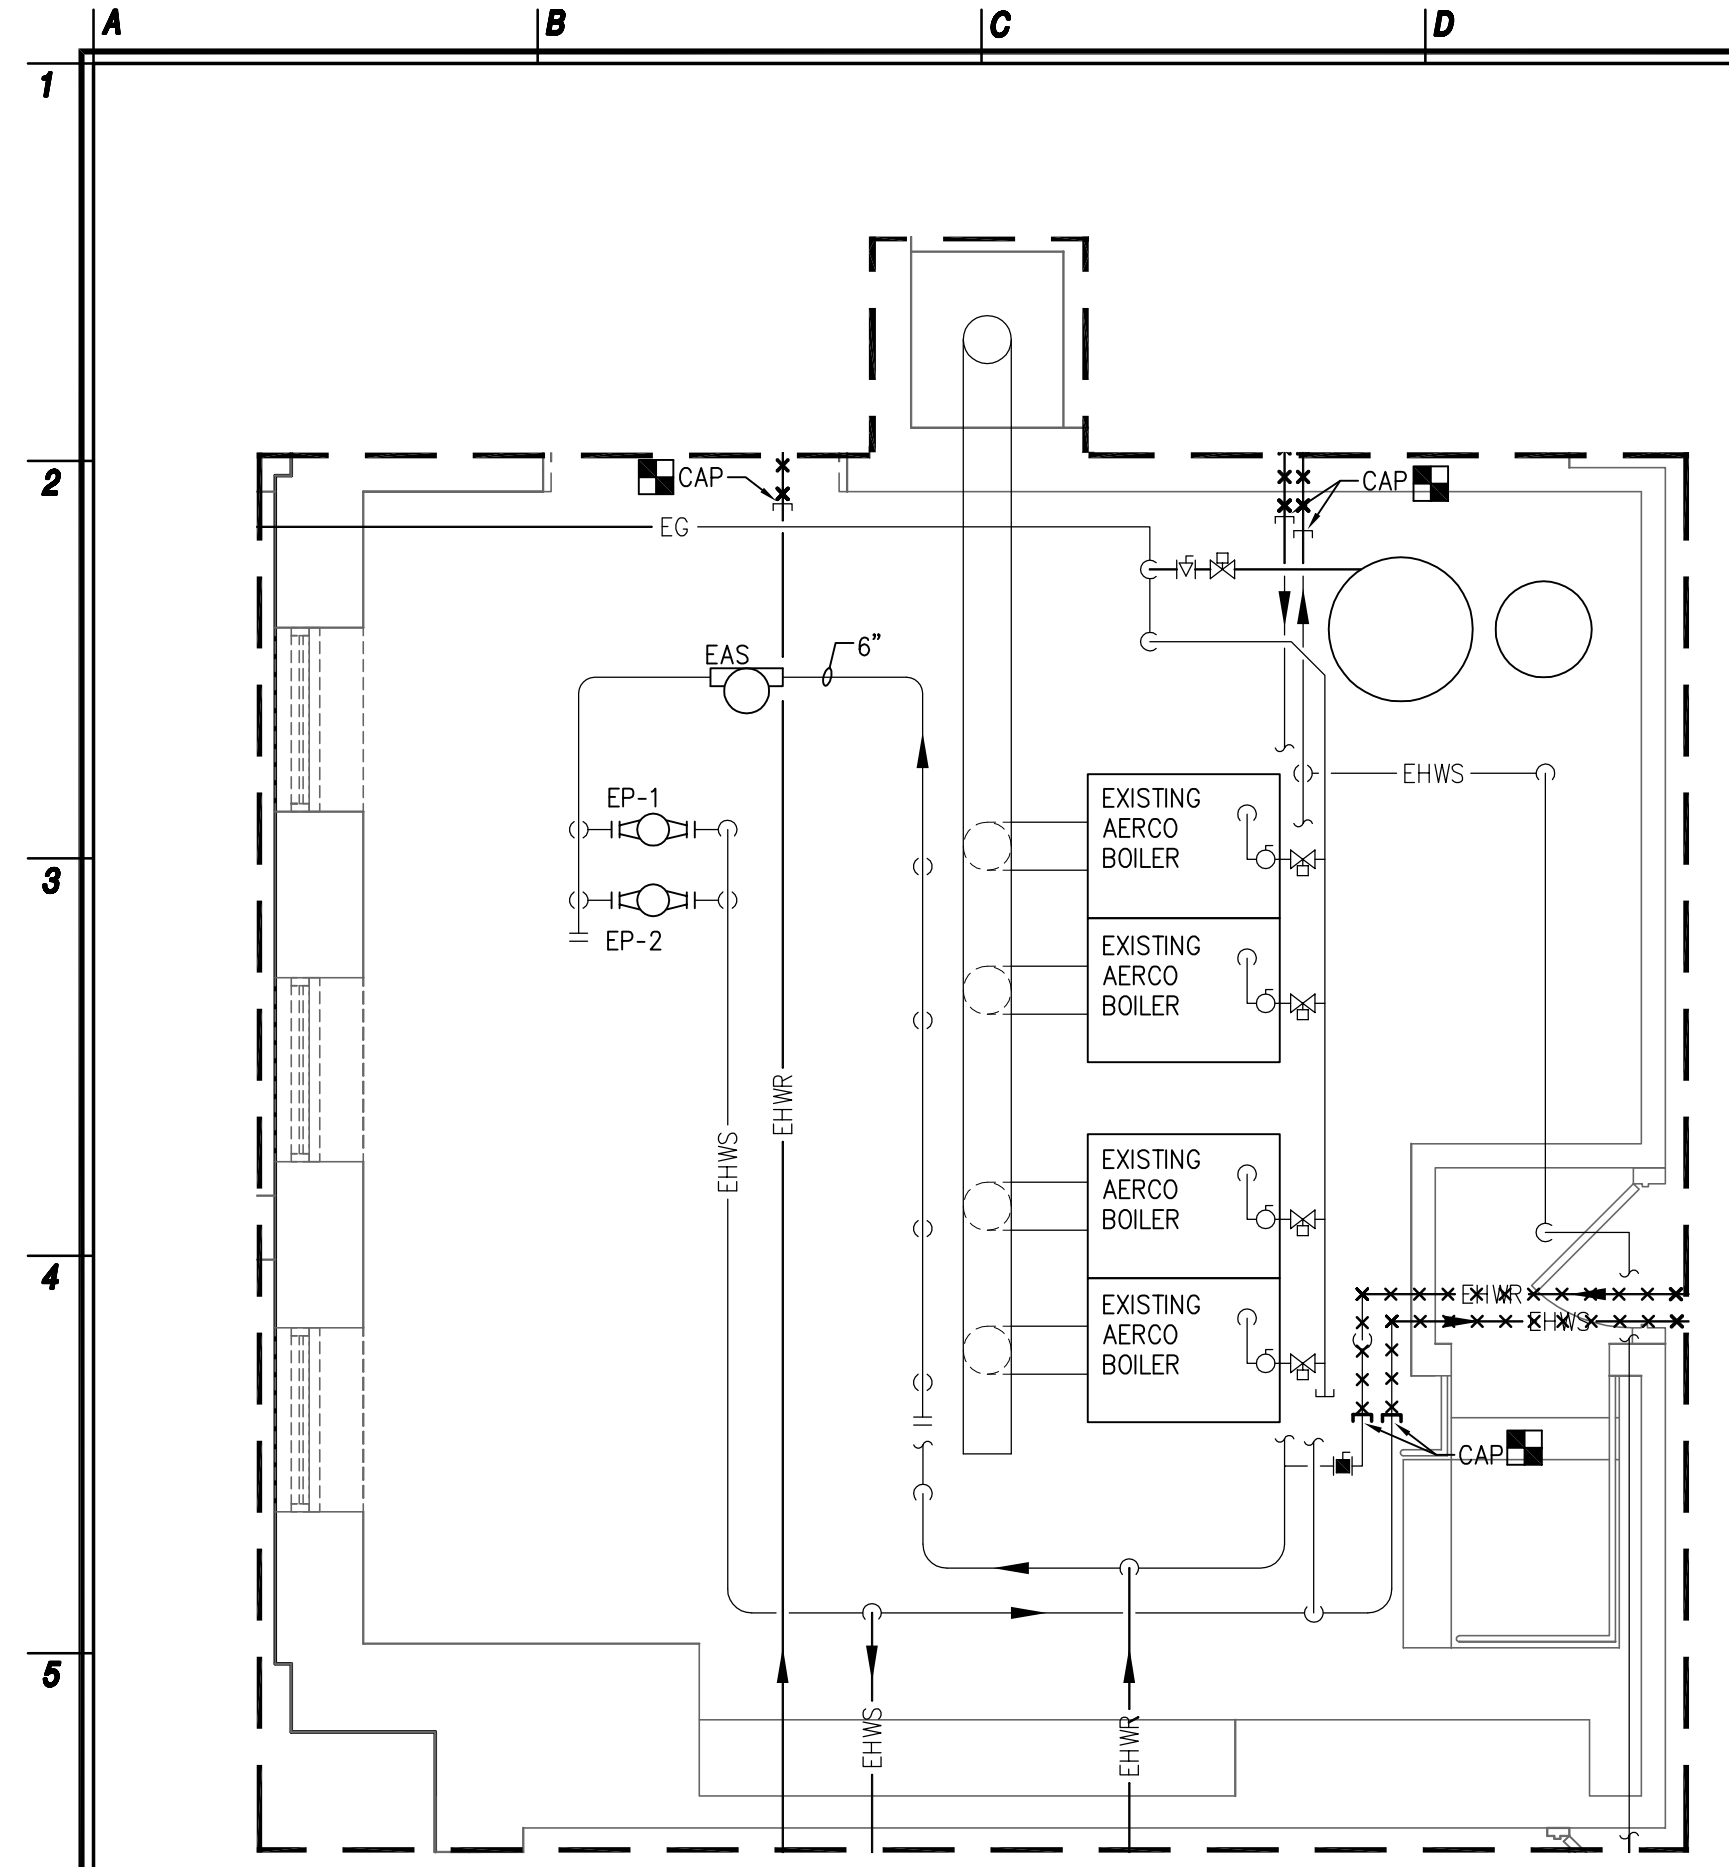 A
B
C
D
1
2
CAP
CAP
EG
6"
EAS
EHWS
EP-1
EXISTING
AERCO
BOILER
3
EP-2
EXISTING
AERCO
BOILER
EHWR
EHWS
EXISTING
AERCO
BOILER
4
EHWR
EXISTING
AERCO
BOILER
EHWS
CAP
5
EHWS
EHWR